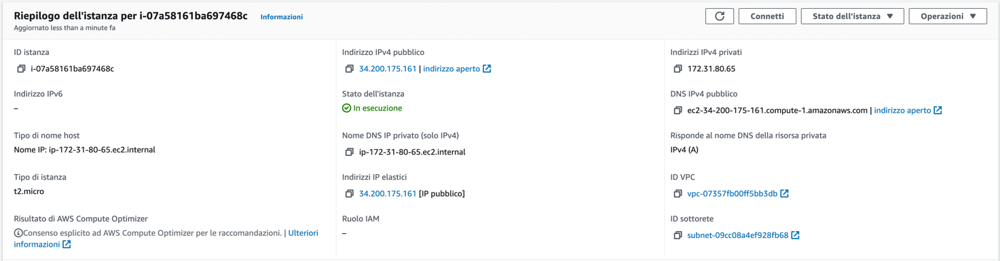 Riepilogo dell'istanza per i-07a58161ba697468c Informazioni
Aggiornato less than a minute fa
Connetti
Stato dell'istanza
Operazioni
ID istanza
i-07a58161ba697468c
Indirizzo IPv4 pubblico
34.200.175.161 | indirizzo aperto
Indirizzi IPv4 privati
172.31.80.65
Indirizzo IPv6
–
Stato dell'istanza
In esecuzione
DNS IPv4 pubblico
ec2-34-200-175-161.compute-1.amazonaws.com | indirizzo aperto
Tipo di nome host
Nome IP: ip-172-31-80-65.ec2.internal
Nome DNS IP privato (solo IPv4)
ip-172-31-80-65.ec2.internal
Risponde al nome DNS della risorsa privata
IPv4 (A)
Tipo di istanza
t2.micro
Indirizzi IP elastici
34.200.175.161 [IP pubblico]
ID VPC
vpc-07357fb00ff5bb3db
Risultato di AWS Compute Optimizer
Consenso esplicito ad AWS Compute Optimizer per le raccomandazioni. | Ulteriori
informazioni
Ruolo IAM
–
ID sottorete
subnet-09cc08a4ef928fb68